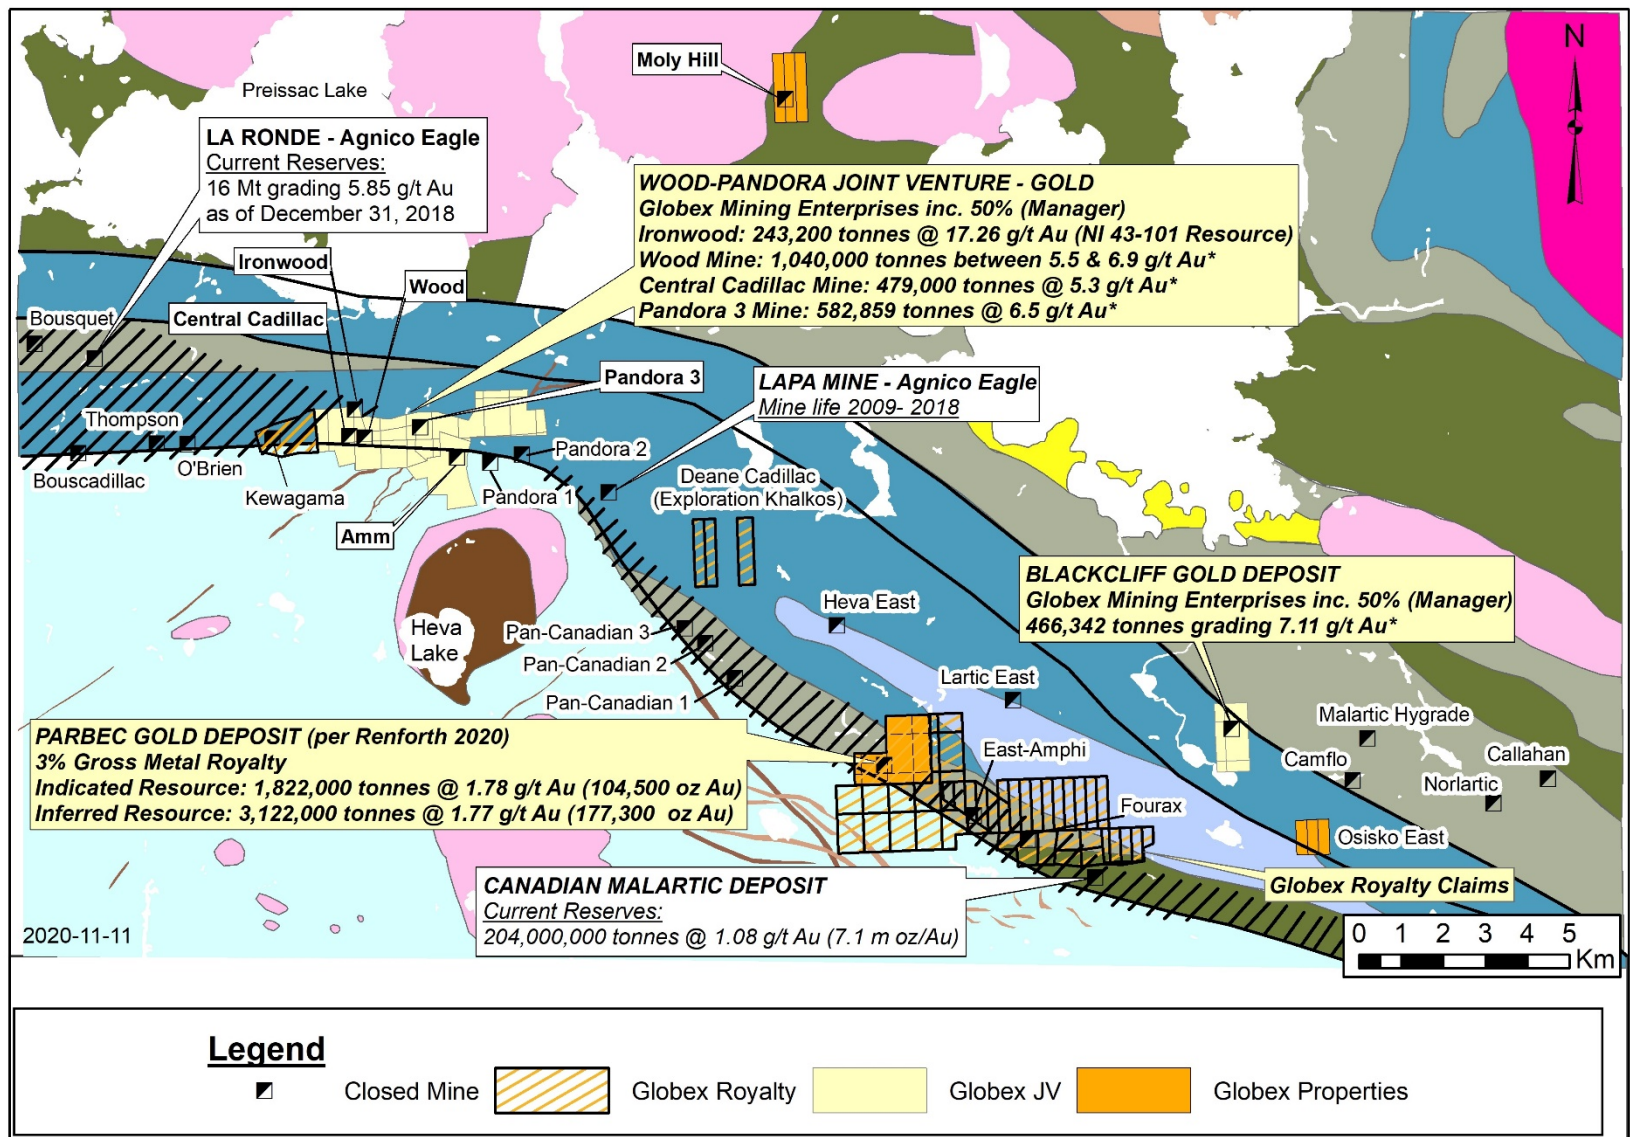 N
Moly Hill
Preissac Lake
LA RONDE - Agnico Eagle
Current Reserves:
16 Mt grading 5.85 g/t Au
as of December 31, 2018
WOOD-PANDORA JOINT VENTURE - GOLD
Globex Mining Enterprises inc. 50% (Manager)
Ironwood: 243,200 tonnes @ 17.26 g/t Au (NI 43-101 Resource)
Wood Mine: 1,040,000 tonnes between 5.5 & 6.9 g/t Au*
Central Cadillac Mine: 479,000 tonnes @ 5.3 g/t Au*
Pandora 3 Mine: 582,859 tonnes @ 6.5 g/t Au*
Ironwood
Wood
Bousquet
Central Cadillac
Pandora 3
LAPA MINE - Agnico Eagle
Mine life 2009- 2018
Thompson
O'Brien
Bouscadillac
Kewagama
Amm
Pandora 2
Pandora 1
Deane Cadillac
(Exploration Khalkos)
BLACKCLIFF GOLD DEPOSIT
Globex Mining Enterprises inc. 50% (Manager)
466,342 tonnes grading 7.11 g/t Au*
Heva
Lake
Heva East
Pan-Canadian 3
Pan-Canadian 2
Pan-Canadian 1
Lartic East
Malartic Hygrade
Camflo
Callahan
Norlartic
PARBEC GOLD DEPOSIT (per Renforth 2020)
3% Gross Metal Royalty
Indicated Resource: 1,822,000 tonnes @ 1.78 g/t Au (104,500 oz Au)
Inferred Resource: 3,122,000 tonnes @ 1.77 g/t Au (177,300 oz Au)
East-Amphi
Fourax
Osisko East
Globex Royalty Claims
CANADIAN MALARTIC DEPOSIT
Current Reserves:
204,000,000 tonnes @ 1.08 g/t Au (7.1 m oz/Au)
2020-11-11
0 1 2 3 4 5
Km
Legend
Closed Mine
Globex Royalty
Globex JV
Globex Properties